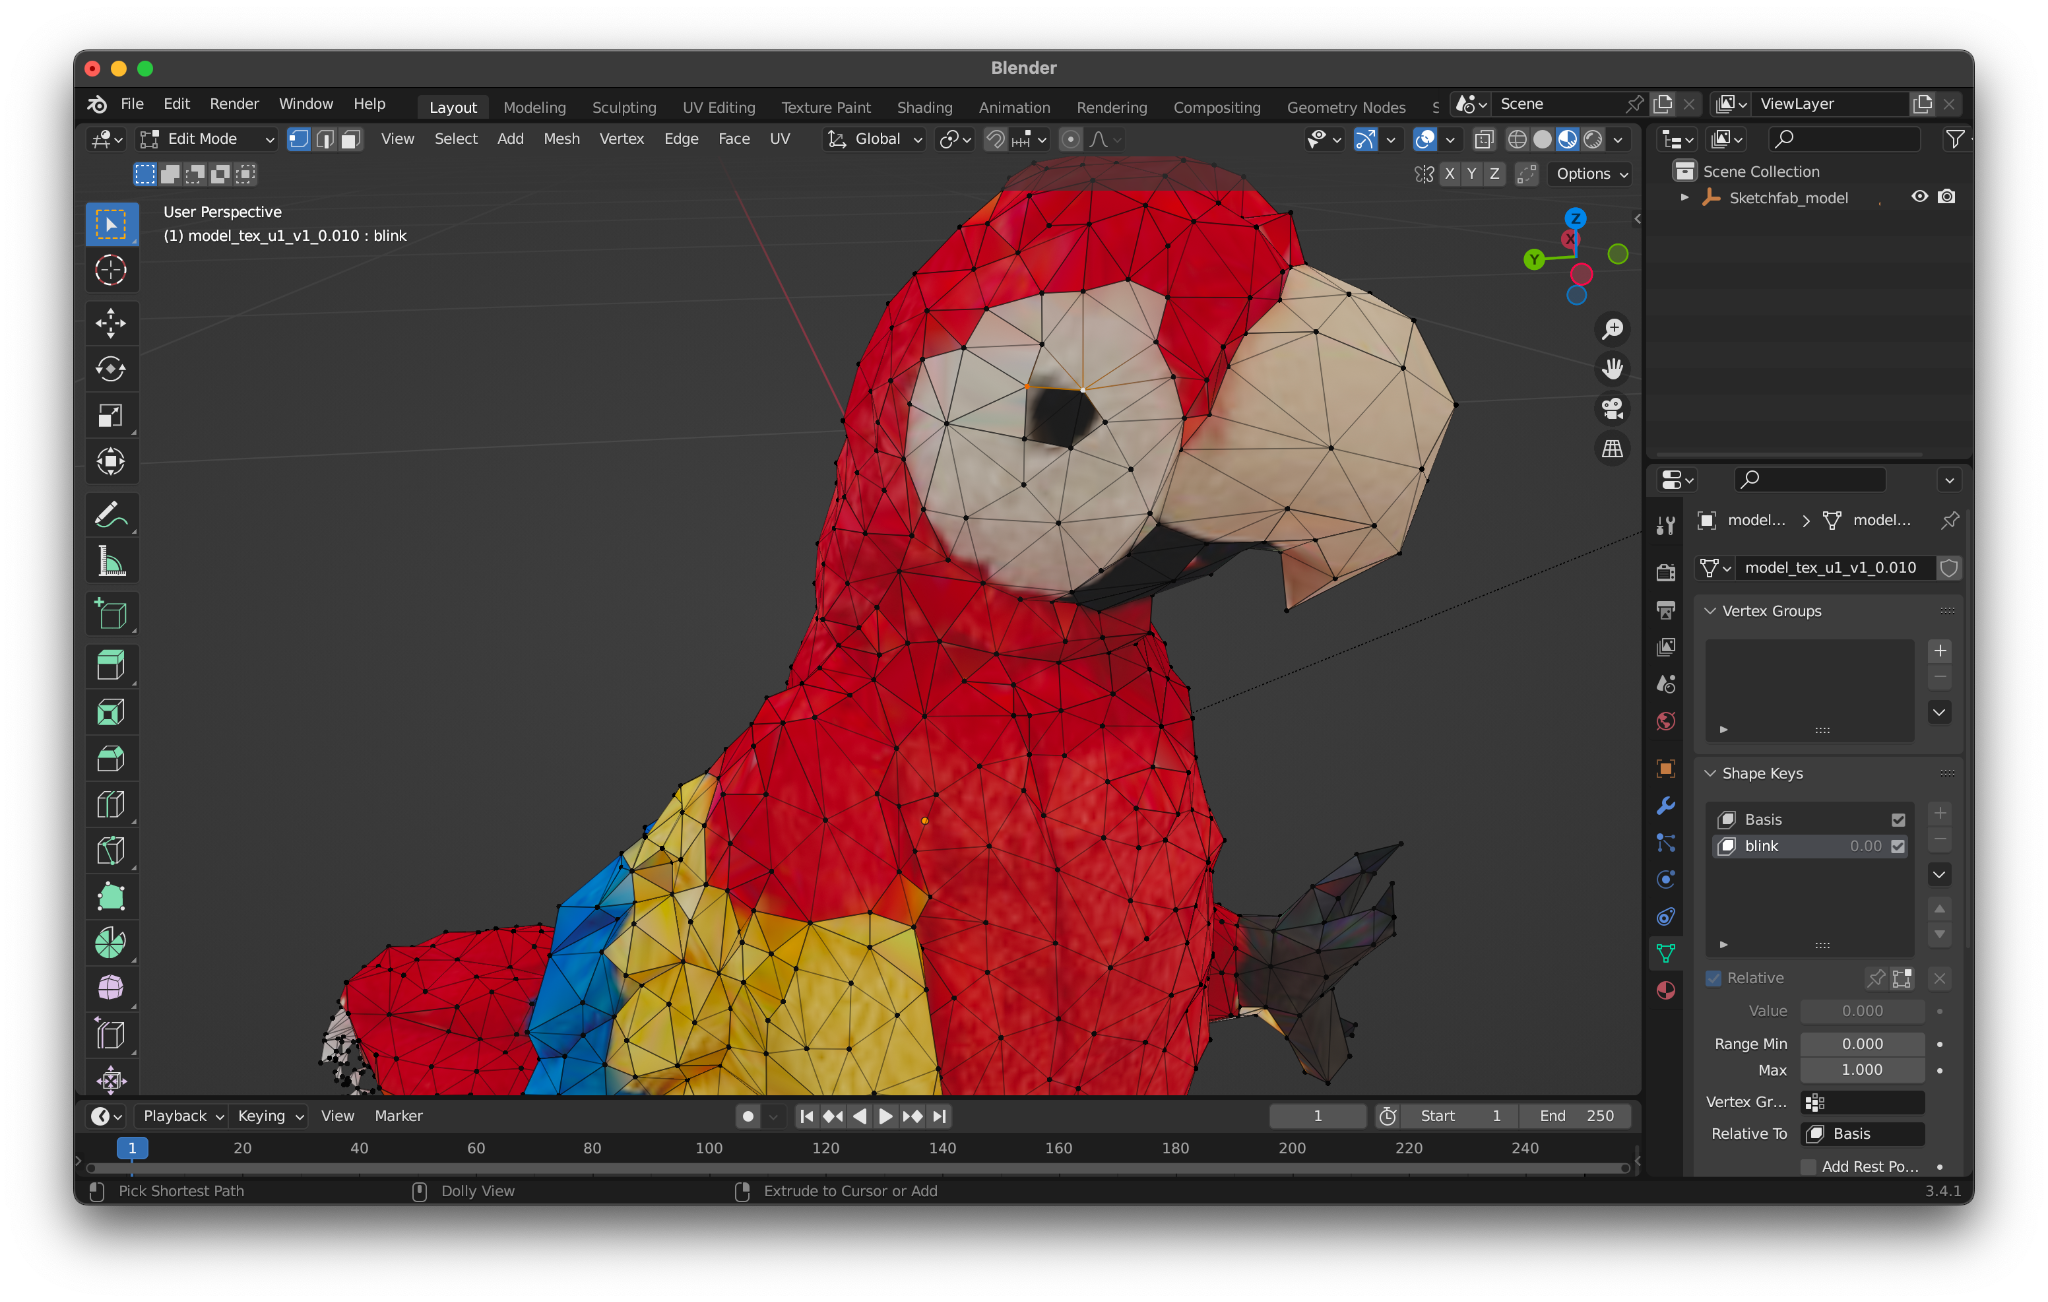 Blender
File Edit Render Window Help
Layout Modeling Sculpting UV Editing Texture Paint Shading Animation Rendering Compositing Geometry Nodes S
Scene
ViewLayer
Edit Mode
View Select Add Mesh Vertex Edge Face UV
Global
X Y Z
Options
User Perspective
(1) model_tex_u1_v1_0.010 : blink
Z
X
Y
Scene Collection
Sketchfab_model
model... > model...
model_tex_u1_v1_0.010
Vertex Groups
Shape Keys
Basis
blink 0.00
Relative
Value 0.000
Range Min 0.000
Max 1.000
Vertex Gr...
Relative To Basis
Add Rest Po...
Playback Keying View Marker
1
Start 1
End 250
1 20 40 60 80 100 120 140 160 180 200 220 240
Pick Shortest Path
Dolly View
Extrude to Cursor or Add
3.4.1